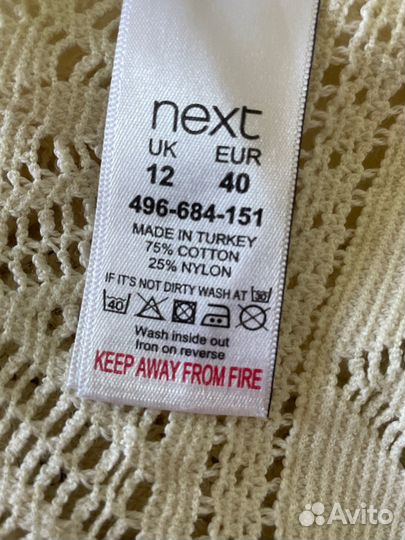 next
UK EUR
12 40
496-684-151
MADE IN TURKEY
75% COTTON
25% NYLON
IF IT'S NOT DIRTY WASH AT 30
40
Wash inside out
Iron on reverse
KEEP AWAY FROM FIRE
Avito